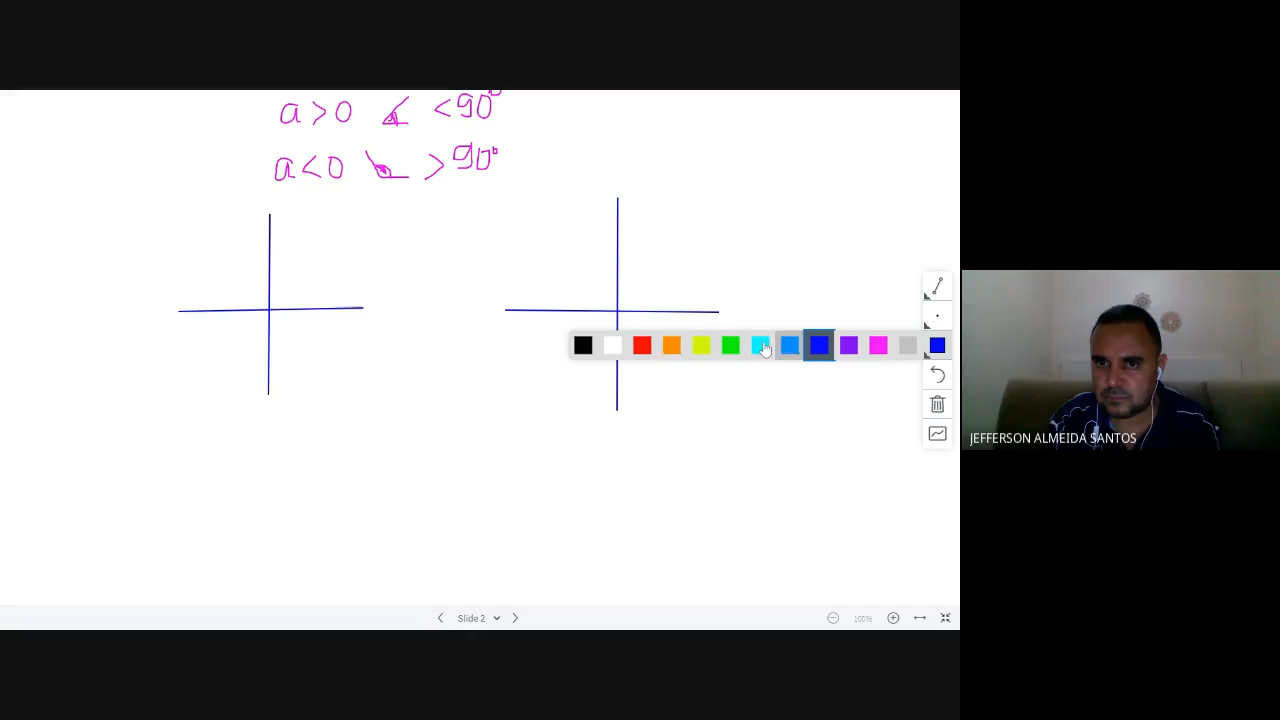 a > 0 ∡ < 90°
a < 0 ∡ > 90°
JEFFERSON ALMEIDA SANTOS
Slide 2
100%